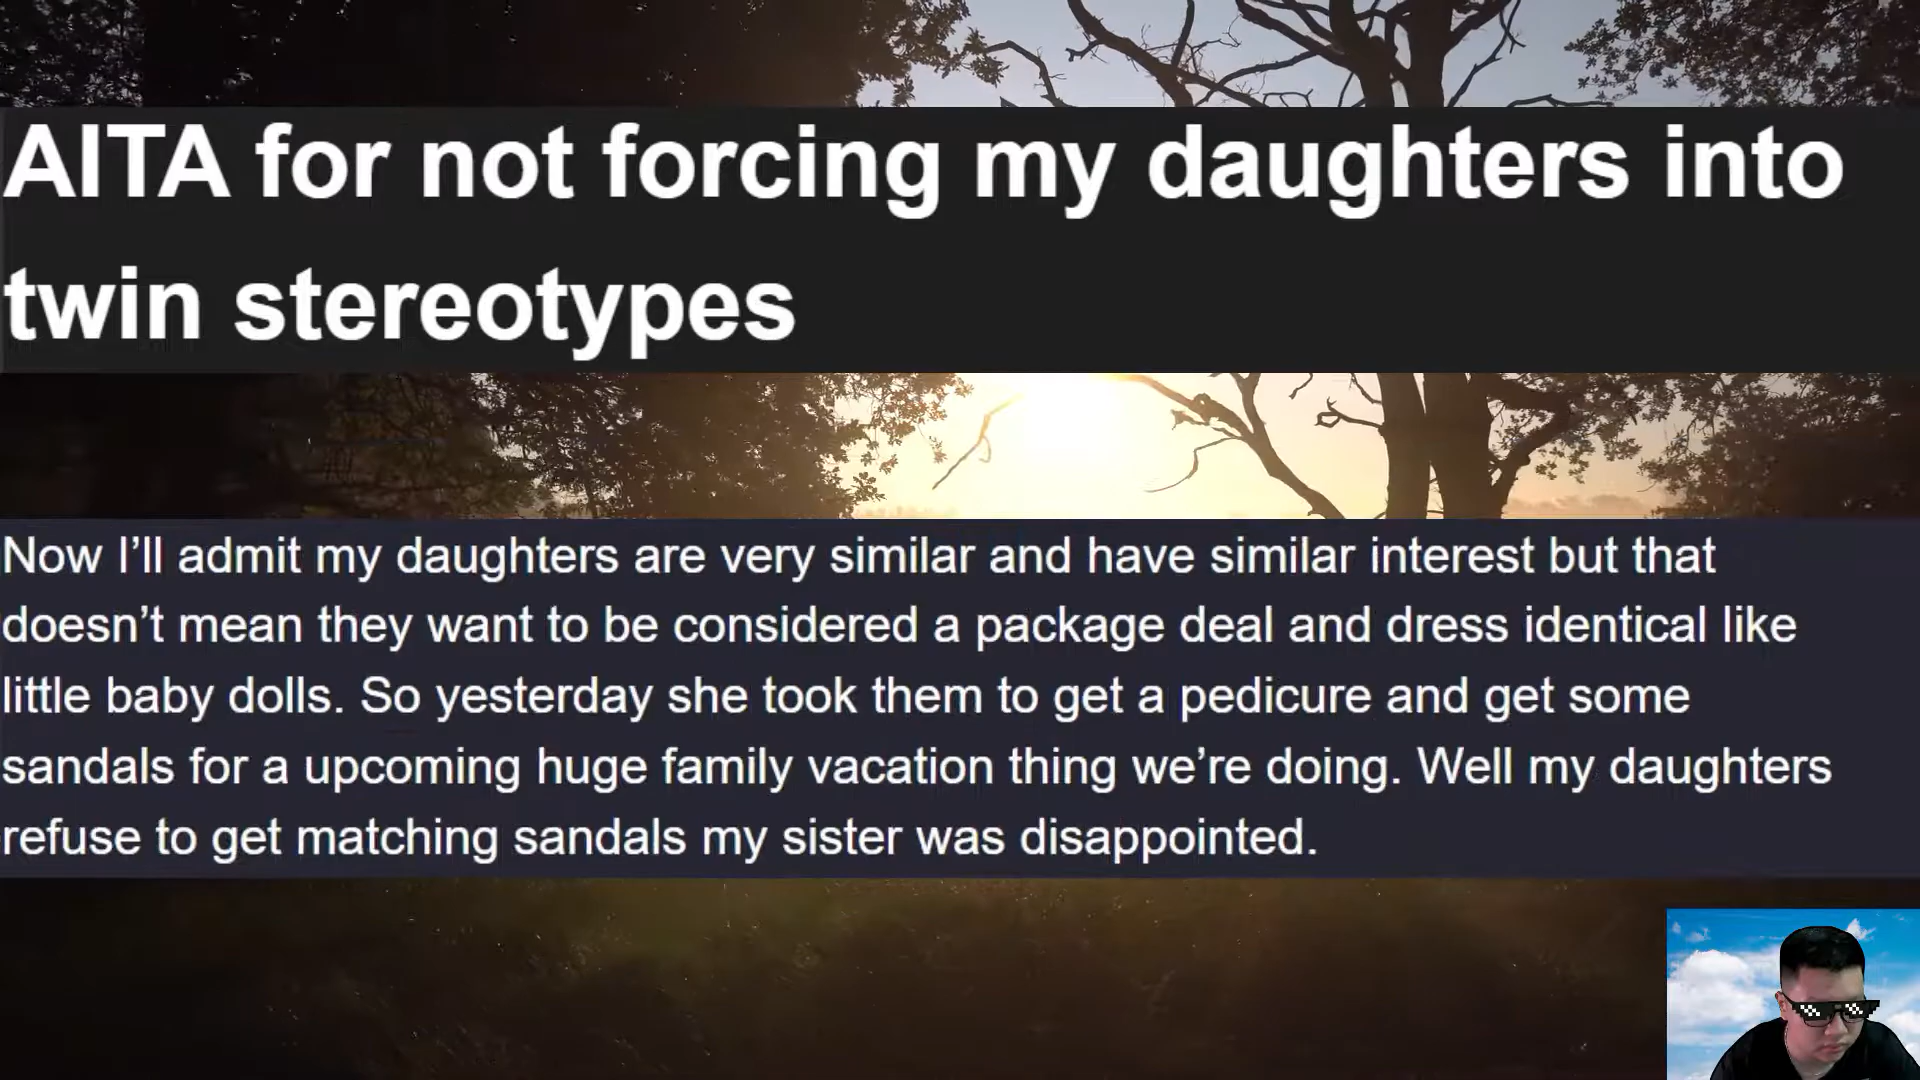 AITA for not forcing my daughters into
twin stereotypes
Now I’ll admit my daughters are very similar and have similar interest but that
doesn’t mean they want to be considered a package deal and dress identical like
little baby dolls. So yesterday she took them to get a pedicure and get some
sandals for a upcoming huge family vacation thing we’re doing. Well my daughters
refuse to get matching sandals my sister was disappointed.